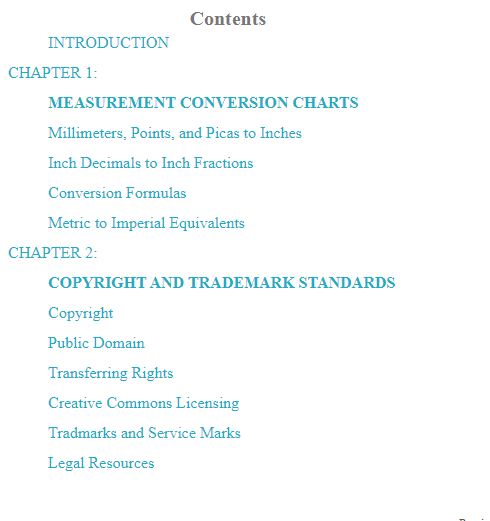 Contents
INTRODUCTION
CHAPTER 1:
MEASUREMENT CONVERSION CHARTS
Millimeters, Points, and Picas to Inches
Inch Decimals to Inch Fractions
Conversion Formulas
Metric to Imperial Equivalents
CHAPTER 2:
COPYRIGHT AND TRADEMARK STANDARDS
Copyright
Public Domain
Transferring Rights
Creative Commons Licensing
Tradmarks and Service Marks
Legal Resources